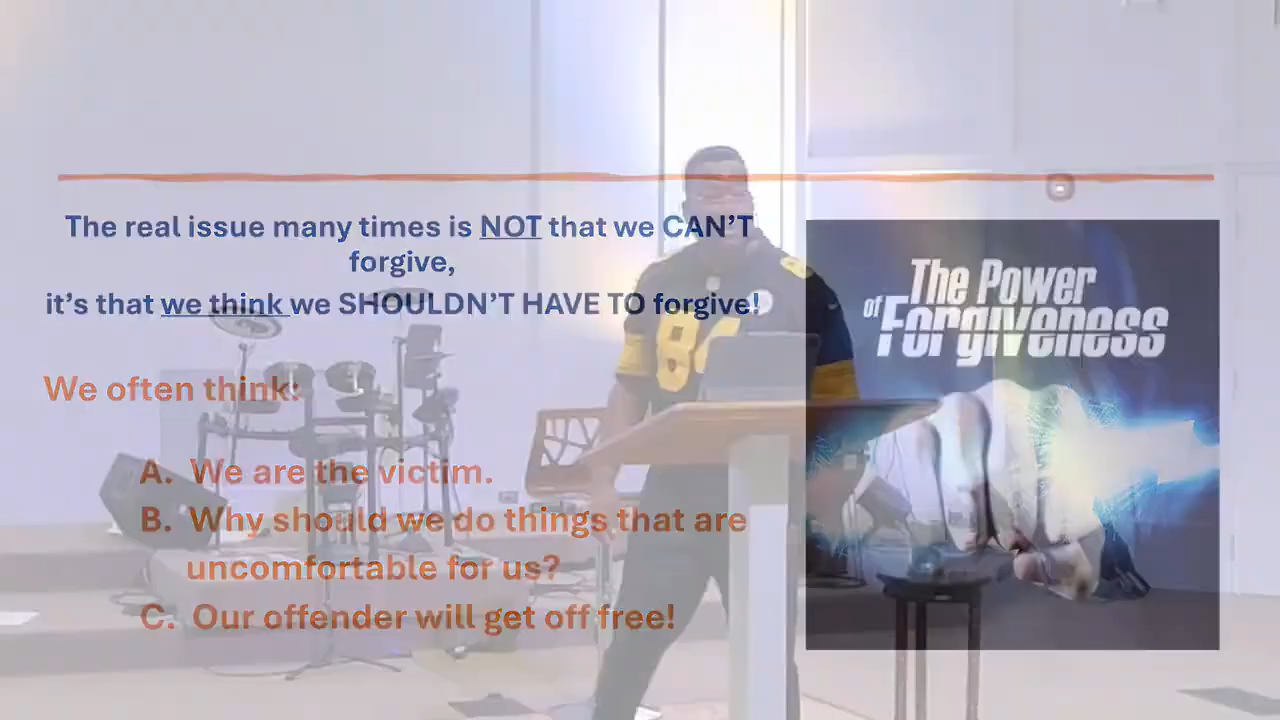 The real issue many times is NOT that we CAN'T
forgive,
it's that we think we SHOULDN'T HAVE TO forgive!
We often think:
A. We are the victim.
B. Why should we do things that are
uncomfortable for us?
C. Our offender will get off free!
The Power
of Forgiveness